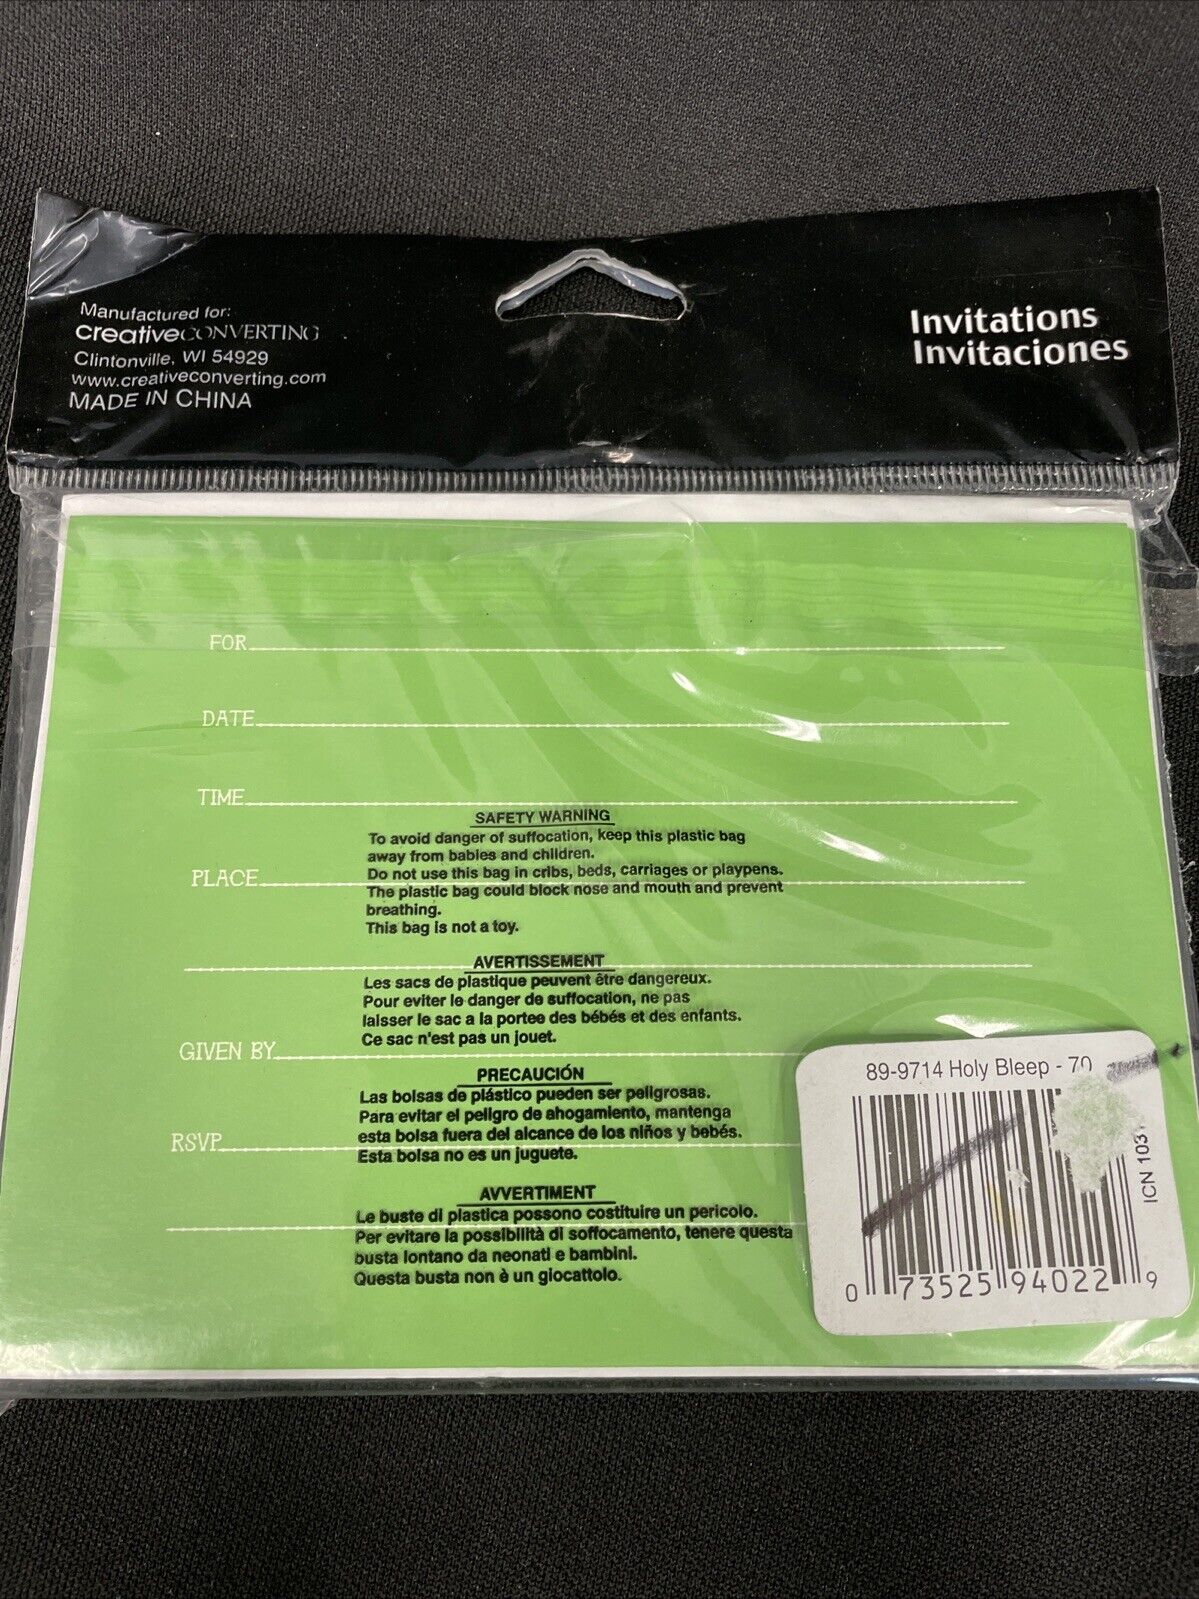 Manufactured for:
creativeCONVERTING
Clintonville, WI 54929
www.creativeconverting.com
MADE IN CHINA
Invitations
Invitaciones
FOR
DATE
TIME
SAFETY WARNING
To avoid danger of suffocation, keep this plastic bag
away from babies and children.
Do not use this bag in cribs, beds, carriages or playpens.
The plastic bag could block nose and mouth and prevent
breathing.
This bag is not a toy.
PLACE
AVERTISSEMENT
Les sacs de plastique peuvent être dangereux.
Pour eviter le danger de suffocation, ne pas
laisser le sac a la portee des bébés et des enfants.
Ce sac n'est pas un jouet.
GIVEN BY
PRECAUCIÓN
Las bolsas de plástico pueden ser peligrosas.
Para evitar el peligro de ahogamiento, mantenga
esta bolsa fuera del alcance de los niños y bebés.
Esta bolsa no es un juguete.
RSVP
AVVERTIMENT
Le buste di plastica possono costituire un pericolo.
Per evitare la possibilità di soffocamento, tenere questa
busta lontano da neonati e bambini.
Questa busta non è un giocattolo.
89-9714 Holy Bleep - 70
ICN 103
0 73525 94022 9